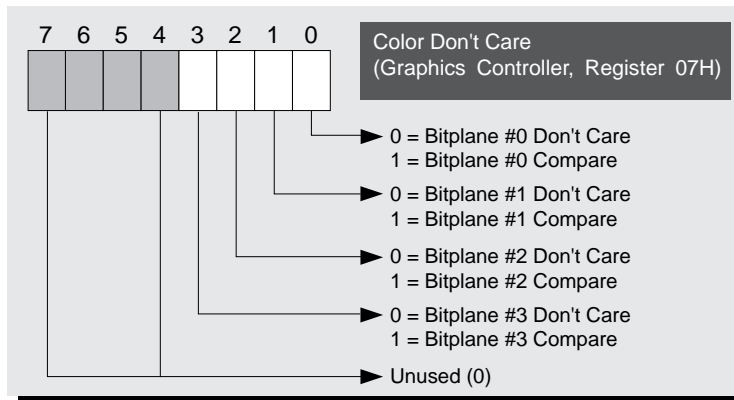 7 6 5 4 3 2 1 0
Color Don't Care
(Graphics Controller, Register 07H)
0 = Bitplane #0 Don't Care
1 = Bitplane #0 Compare
0 = Bitplane #1 Don't Care
1 = Bitplane #1 Compare
0 = Bitplane #2 Don't Care
1 = Bitplane #2 Compare
0 = Bitplane #3 Don't Care
1 = Bitplane #3 Compare
Unused (0)